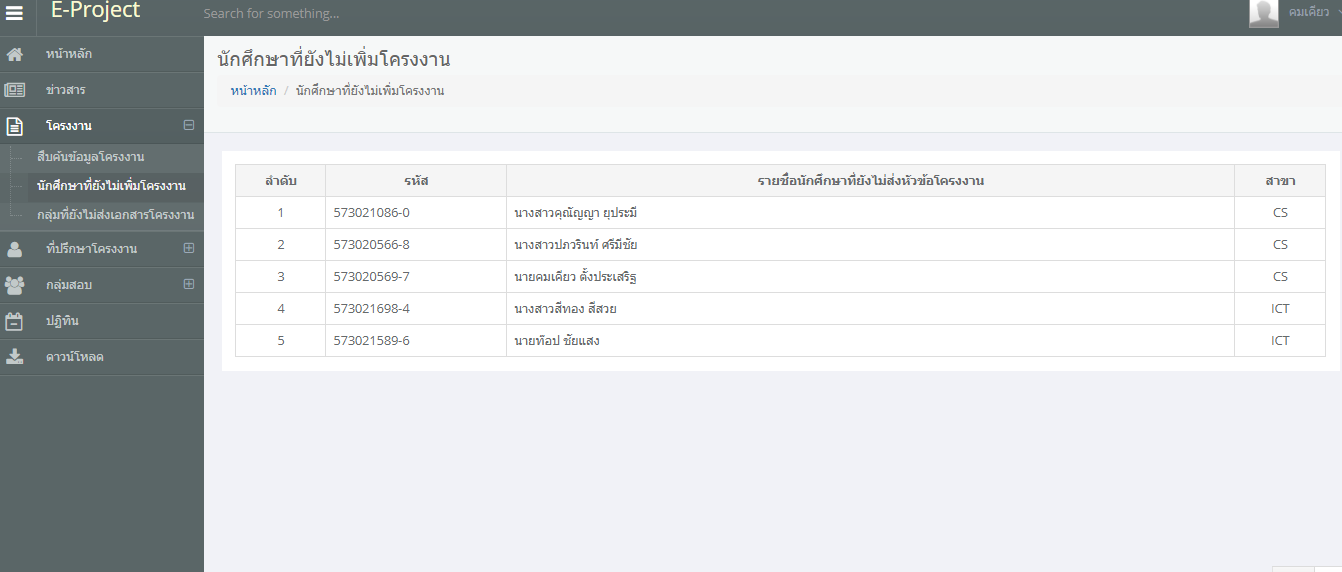 E-Project
Search for something...
คมเคียว
หน้าหลัก
ข่าวสาร
โครงงาน
สืบค้นข้อมูลโครงงาน
นักศึกษาที่ยังไม่เพิ่มโครงงาน
กลุ่มที่ยังไม่ส่งเอกสารโครงงาน
ที่ปรึกษาโครงงาน
กลุ่มสอบ
ปฏิทิน
ดาวน์โหลด
นักศึกษาที่ยังไม่เพิ่มโครงงาน
หน้าหลัก / นักศึกษาที่ยังไม่เพิ่มโครงงาน
ลำดับ รหัส รายชื่อนักศึกษาที่ยังไม่ส่งหัวข้อโครงงาน สาขา
1 573021086-0 นางสาวคุณัญญา ยุประมี CS
2 573020566-8 นางสาวปภวรินท์ ศรีมีชัย CS
3 573020569-7 นายคมเคียว ตั้งประเสริฐ CS
4 573021698-4 นางสาวสีทอง สีสวย ICT
5 573021589-6 นายท๊อป ชัยแสง ICT